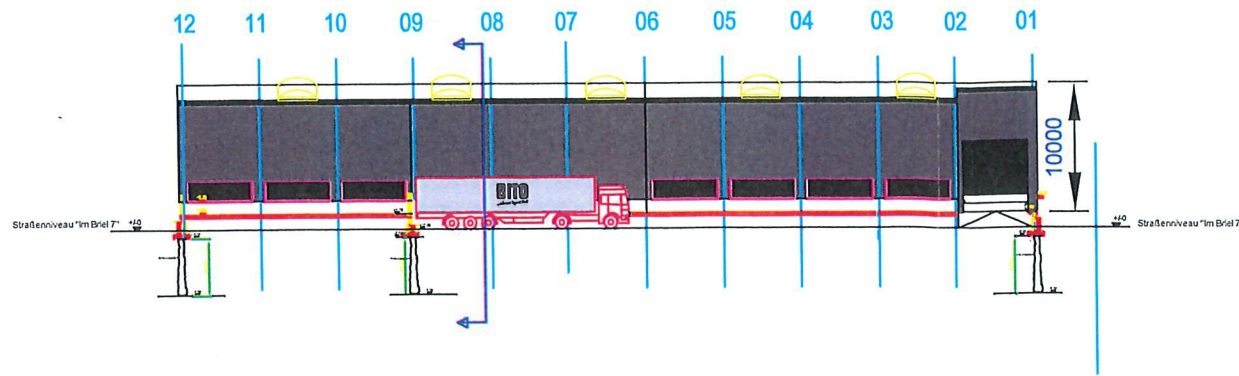 12 11 10 09 08 07 06 05 04 03 02 01
10000
BITO
Straßenniveau "Im Briel 7" +/-0
+/-0 Straßenniveau "Im Briel 7